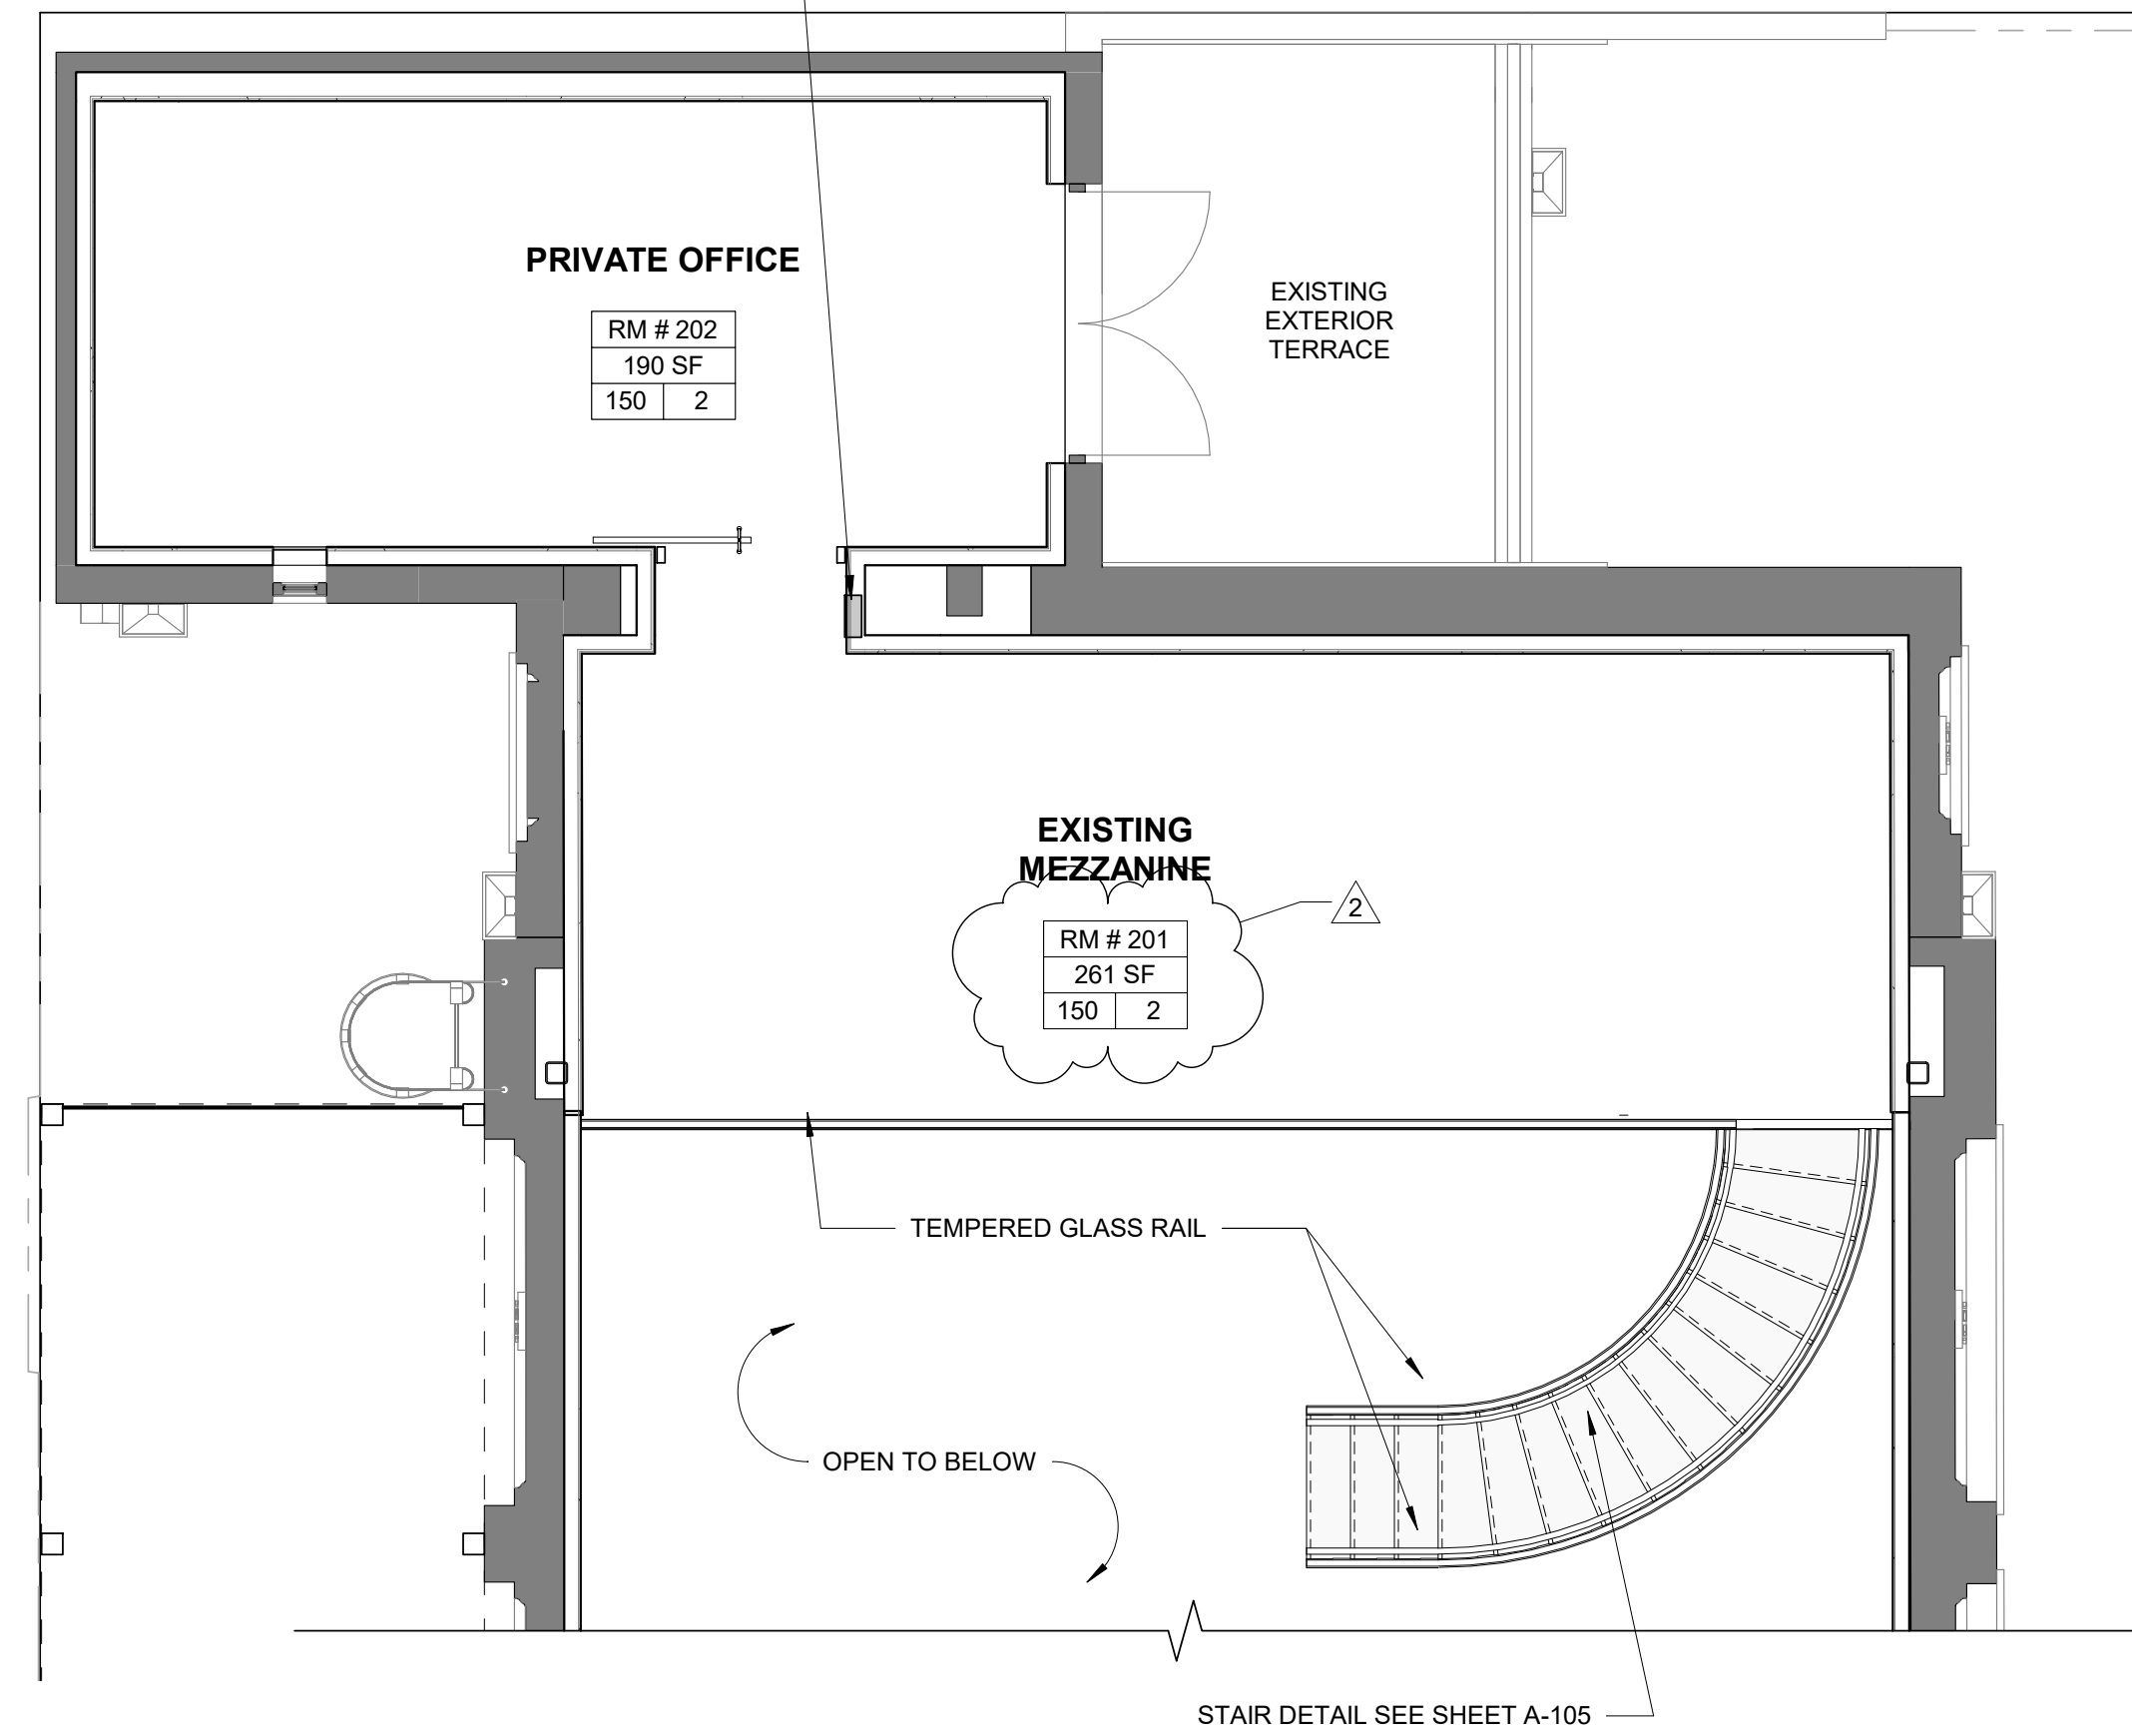 PRIVATE OFFICE
RM # 202
190 SF
150 2
EXISTING
EXTERIOR
TERRACE
EXISTING
MEZZANINE
2
RM # 201
261 SF
150 2
TEMPERED GLASS RAIL
OPEN TO BELOW
STAIR DETAIL SEE SHEET A-105